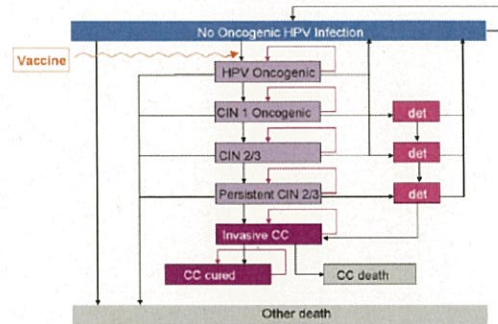 No Oncogenic HPV Infection
Vaccine
HPV Oncogenic
CIN 1 Oncogenic
det
CIN 2/3
det
Persistent CIN 2/3
det
Invasive CC
CC cured
CC death
Other death